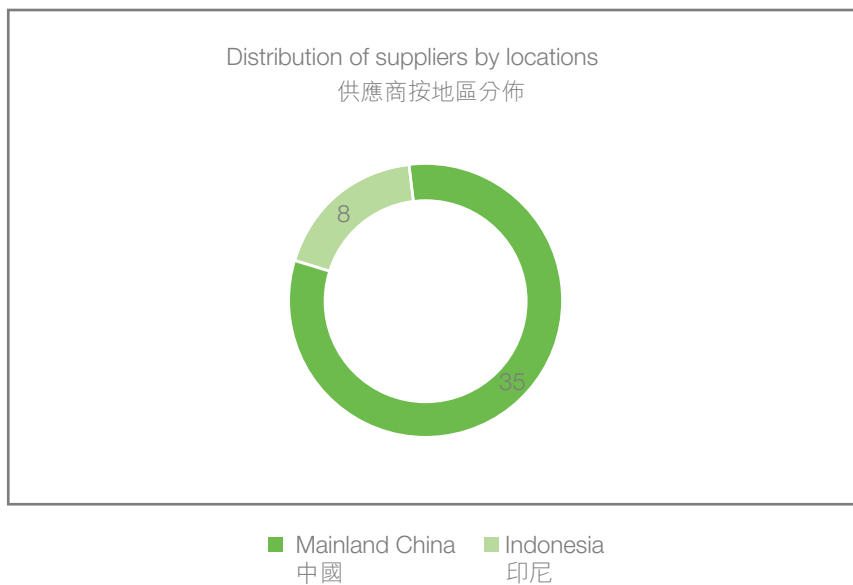 Distribution of suppliers by locations
供應商按地區分佈
8
35
Mainland China
中國
Indonesia
印尼